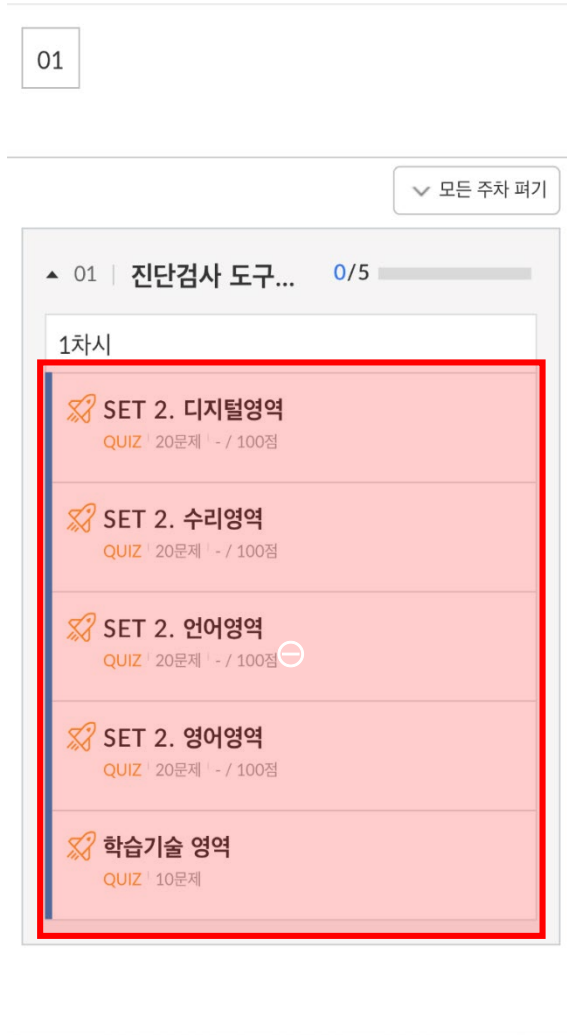 01
모든 주차 펴기
01 | 진단검사 도구... 0/5
1차시
SET 2. 디지털영역
QUIZ | 20문제 | - / 100점
SET 2. 수리영역
QUIZ | 20문제 | - / 100점
SET 2. 언어영역
QUIZ | 20문제 | - / 100점
SET 2. 영어영역
QUIZ | 20문제 | - / 100점
학습기술 영역
QUIZ | 10문제